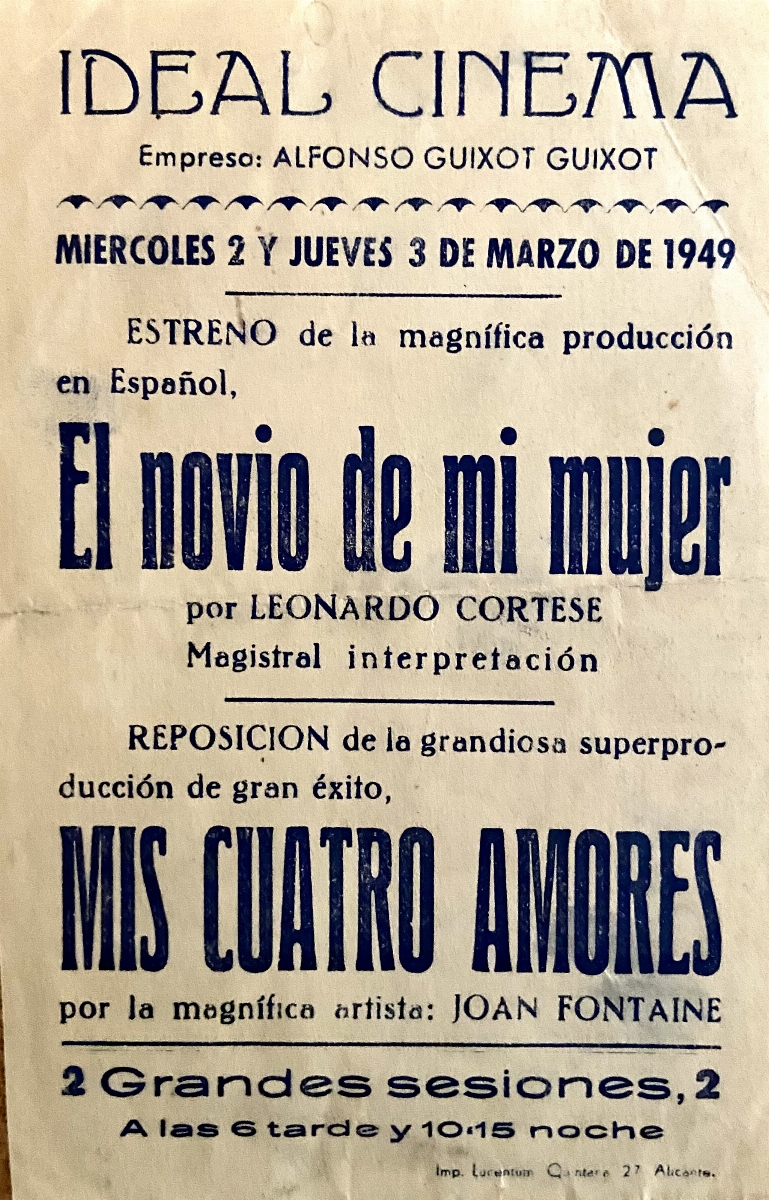 IDEAL CINEMA
Empresa: ALFONSO GUIXOT GUIXOT
MIERCOLES 2 Y JUEVES 3 DE MARZO DE 1949
ESTRENO de la magnífica producción
en Español,
El novio de mi mujer
por LEONARDO CORTESE
Magistral interpretación
REPOSICION de la grandiosa superpro-
ducción de gran éxito,
MIS CUATRO AMORES
por la magnífica artista: JOAN FONTAINE
2 Grandes sesiones, 2
A las 6 tarde y 10·15 noche
Imp. Lucentum 27 Alicante.